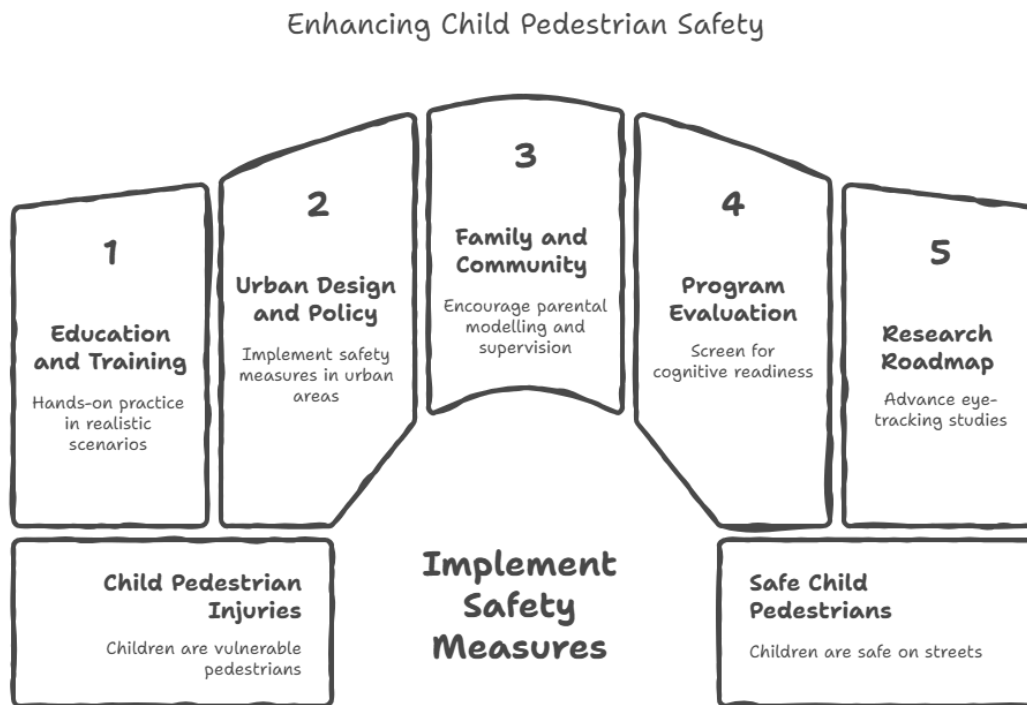 Enhancing Child Pedestrian Safety
1
Education
and Training
Hands-on practice
in realistic
scenarios
2
Urban Design
and Policy
Implement safety
measures in urban
areas
3
Family and
Community
Encourage parental
modelling and
supervision
4
Program
Evaluation
Screen for
cognitive readiness
5
Research
Roadmap
Advance eye-
tracking studies
Child Pedestrian
Injuries
Children are vulnerable
pedestrians
Implement
Safety
Measures
Safe Child
Pedestrians
Children are safe on streets